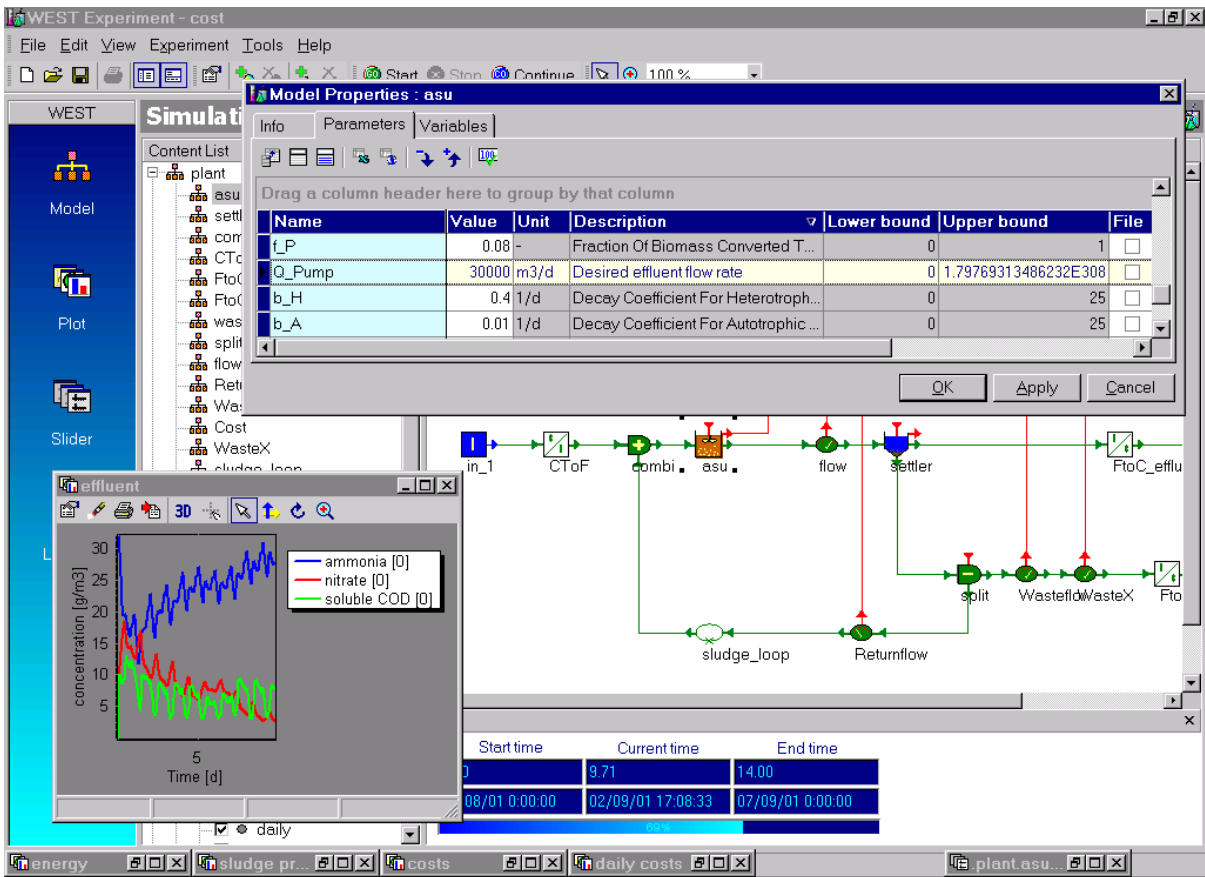 WEST Experiment - cost
File Edit View Experiment Tools Help
Start Stop Continue 100 %
WEST
Model
Plot
Slider
L
Simulati
Content List
plant
asu
settl
com
CTo
FtoC
FtoC
was
split
flow
Retu
Was
Cost
WasteX
sludge_loop
daily
Model Properties : asu
Info Parameters Variables
Drag a column header here to group by that column
Name Value Unit Description Lower bound Upper bound File
f_P 0.08 - Fraction Of Biomass Converted T... 0 1
Q_Pump 30000 m3/d Desired effluent flow rate 0 1.79769313486232E308
b_H 0.4 1/d Decay Coefficient For Heterotroph... 0 25
b_A 0.01 1/d Decay Coefficient For Autotrophic ... 0 25
OK Apply Cancel
in_1 CToF combi asu flow settler FtoC_efflu
split Wasteflo WasteX Fto
sludge_loop Returnflow
effluent
3D
concentration [g/m3]
30
25
20
15
10
5
5
Time [d]
ammonia [0]
nitrate [0]
soluble COD [0]
Start time Current time End time
0 9.71 14.00
08/01 0:00:00 02/09/01 17:08:33 07/09/01 0:00:00
69%
energy sludge pr... costs daily costs .plant.asu...